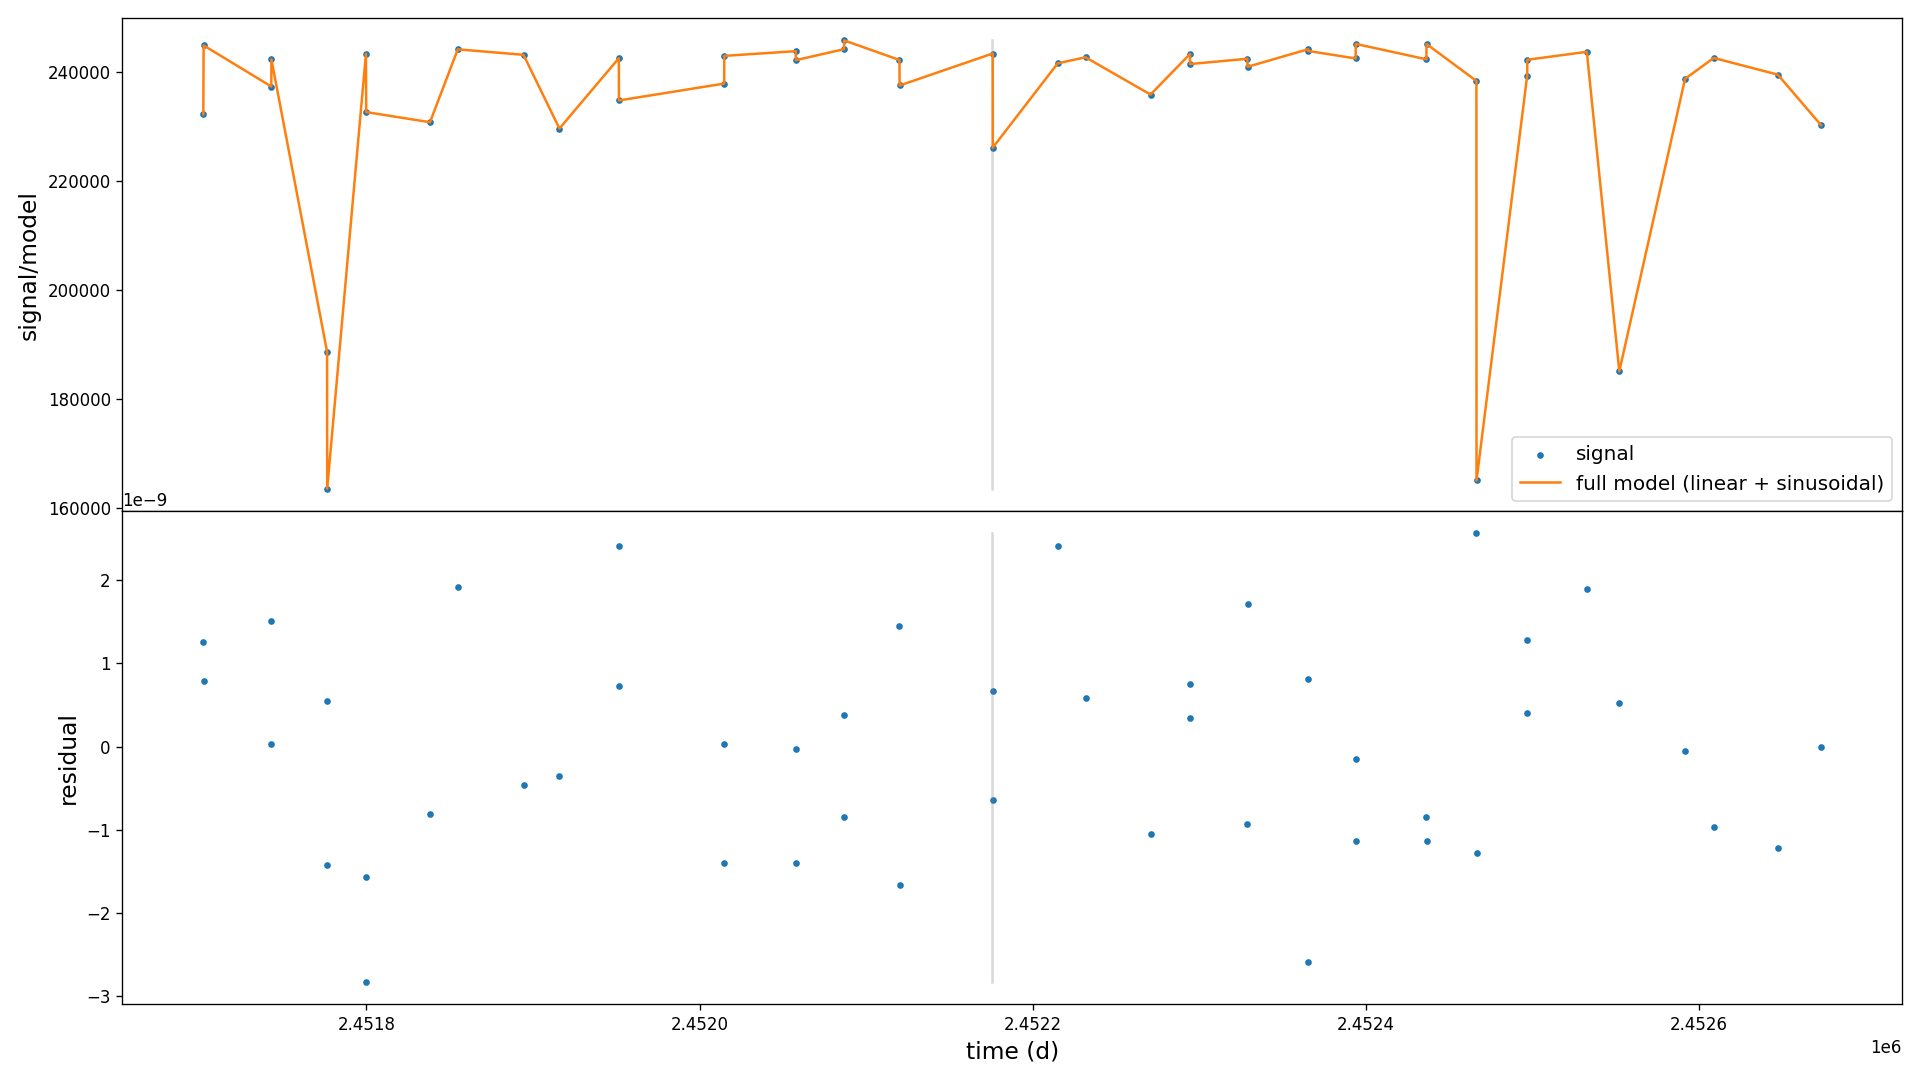 signal/model
240000
220000
200000
180000
160000
signal
full model (linear + sinusoidal)
1e−9
residual
2
1
0
−1
−2
−3
2.4518
2.4520
2.4522
2.4524
2.4526
time (d)
1e6